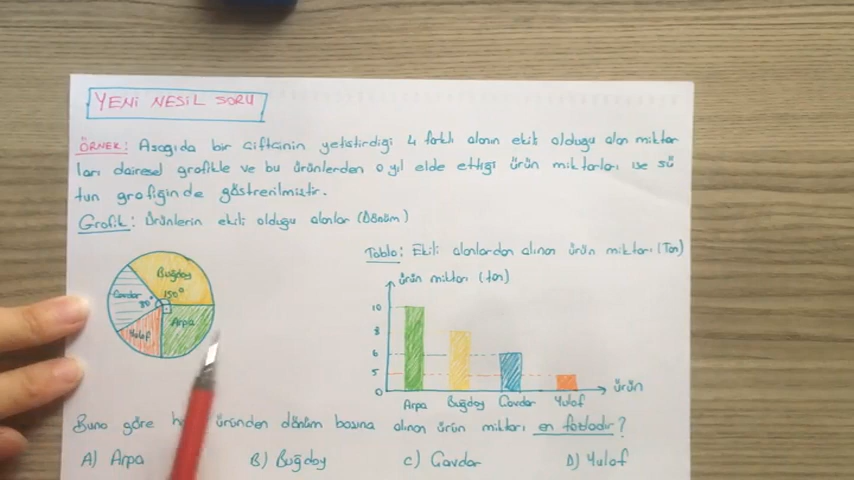 YENİ NESİL SORU
ÖRNEK: Aşağıda bir çiftçinin yetiştirdiği 4 farklı alanın ekili olduğu alan miktar
ları dairesel grafikle ve bu ürünlerden o yıl elde ettiği ürün miktarları ise sü
tun grafiğinde gösterilmiştir.
Grafik: Ürünlerin ekili olduğu alanlar (Dönüm)
Tablo: Ekili alanlardan alınan ürün miktarı (Ton)
Buğday
150°
Çavdar
80°
Arpa
Yulaf
ürün miktarı (ton)
10
8
6
5
0
Arpa Buğday Çavdar Yulaf
ürün
Buna göre üründen dönüm başına alınan ürün miktarı en fazladır?
A) Arpa B) Buğday C) Çavdar D) Yulaf